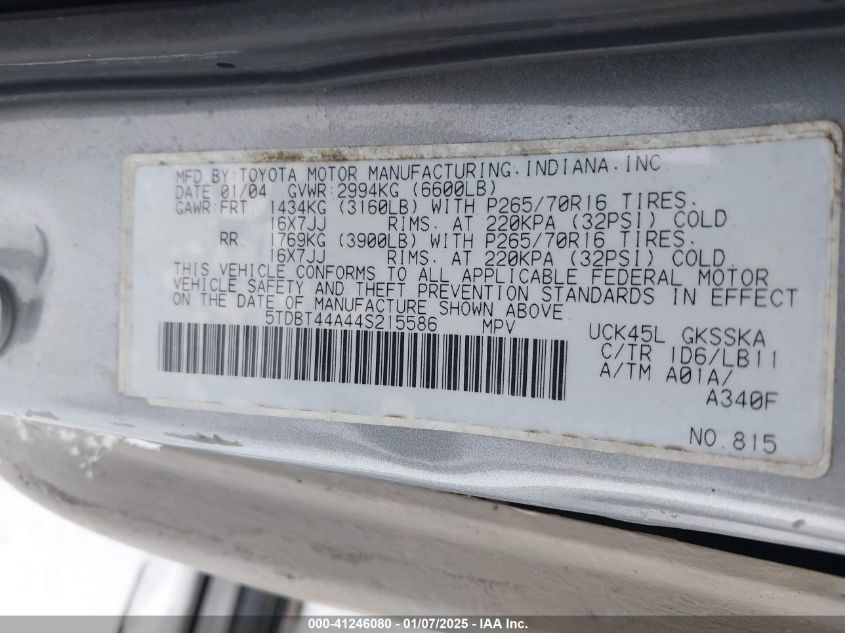 MFD.BY:TOYOTA MOTOR MANUFACTURING.INDIANA.INC
DATE 01/04 GVWR:2994KG (6600LB)
GAWR:FRT 1434KG (3160LB) WITH P265/70R16 TIRES.
16X7JJ RIMS. AT 220KPA (32PSI) COLD
RR 1769KG (3900LB) WITH P265/70R16 TIRES.
16X7JJ RIMS. AT 220KPA (32PSI) COLD.
THIS VEHICLE CONFORMS TO ALL APPLICABLE FEDERAL MOTOR
VEHICLE SAFETY AND THEFT PREVENTION STANDARDS IN EFFECT
ON THE DATE OF MANUFACTURE SHOWN ABOVE.
5TDBT44A44S215586 MPV
UCK45L GKSSKA
C/TR 1D6/LB11
A/TM A01A/
A340F
NO.815
000-41246080 - 01/07/2025 - IAA Inc.